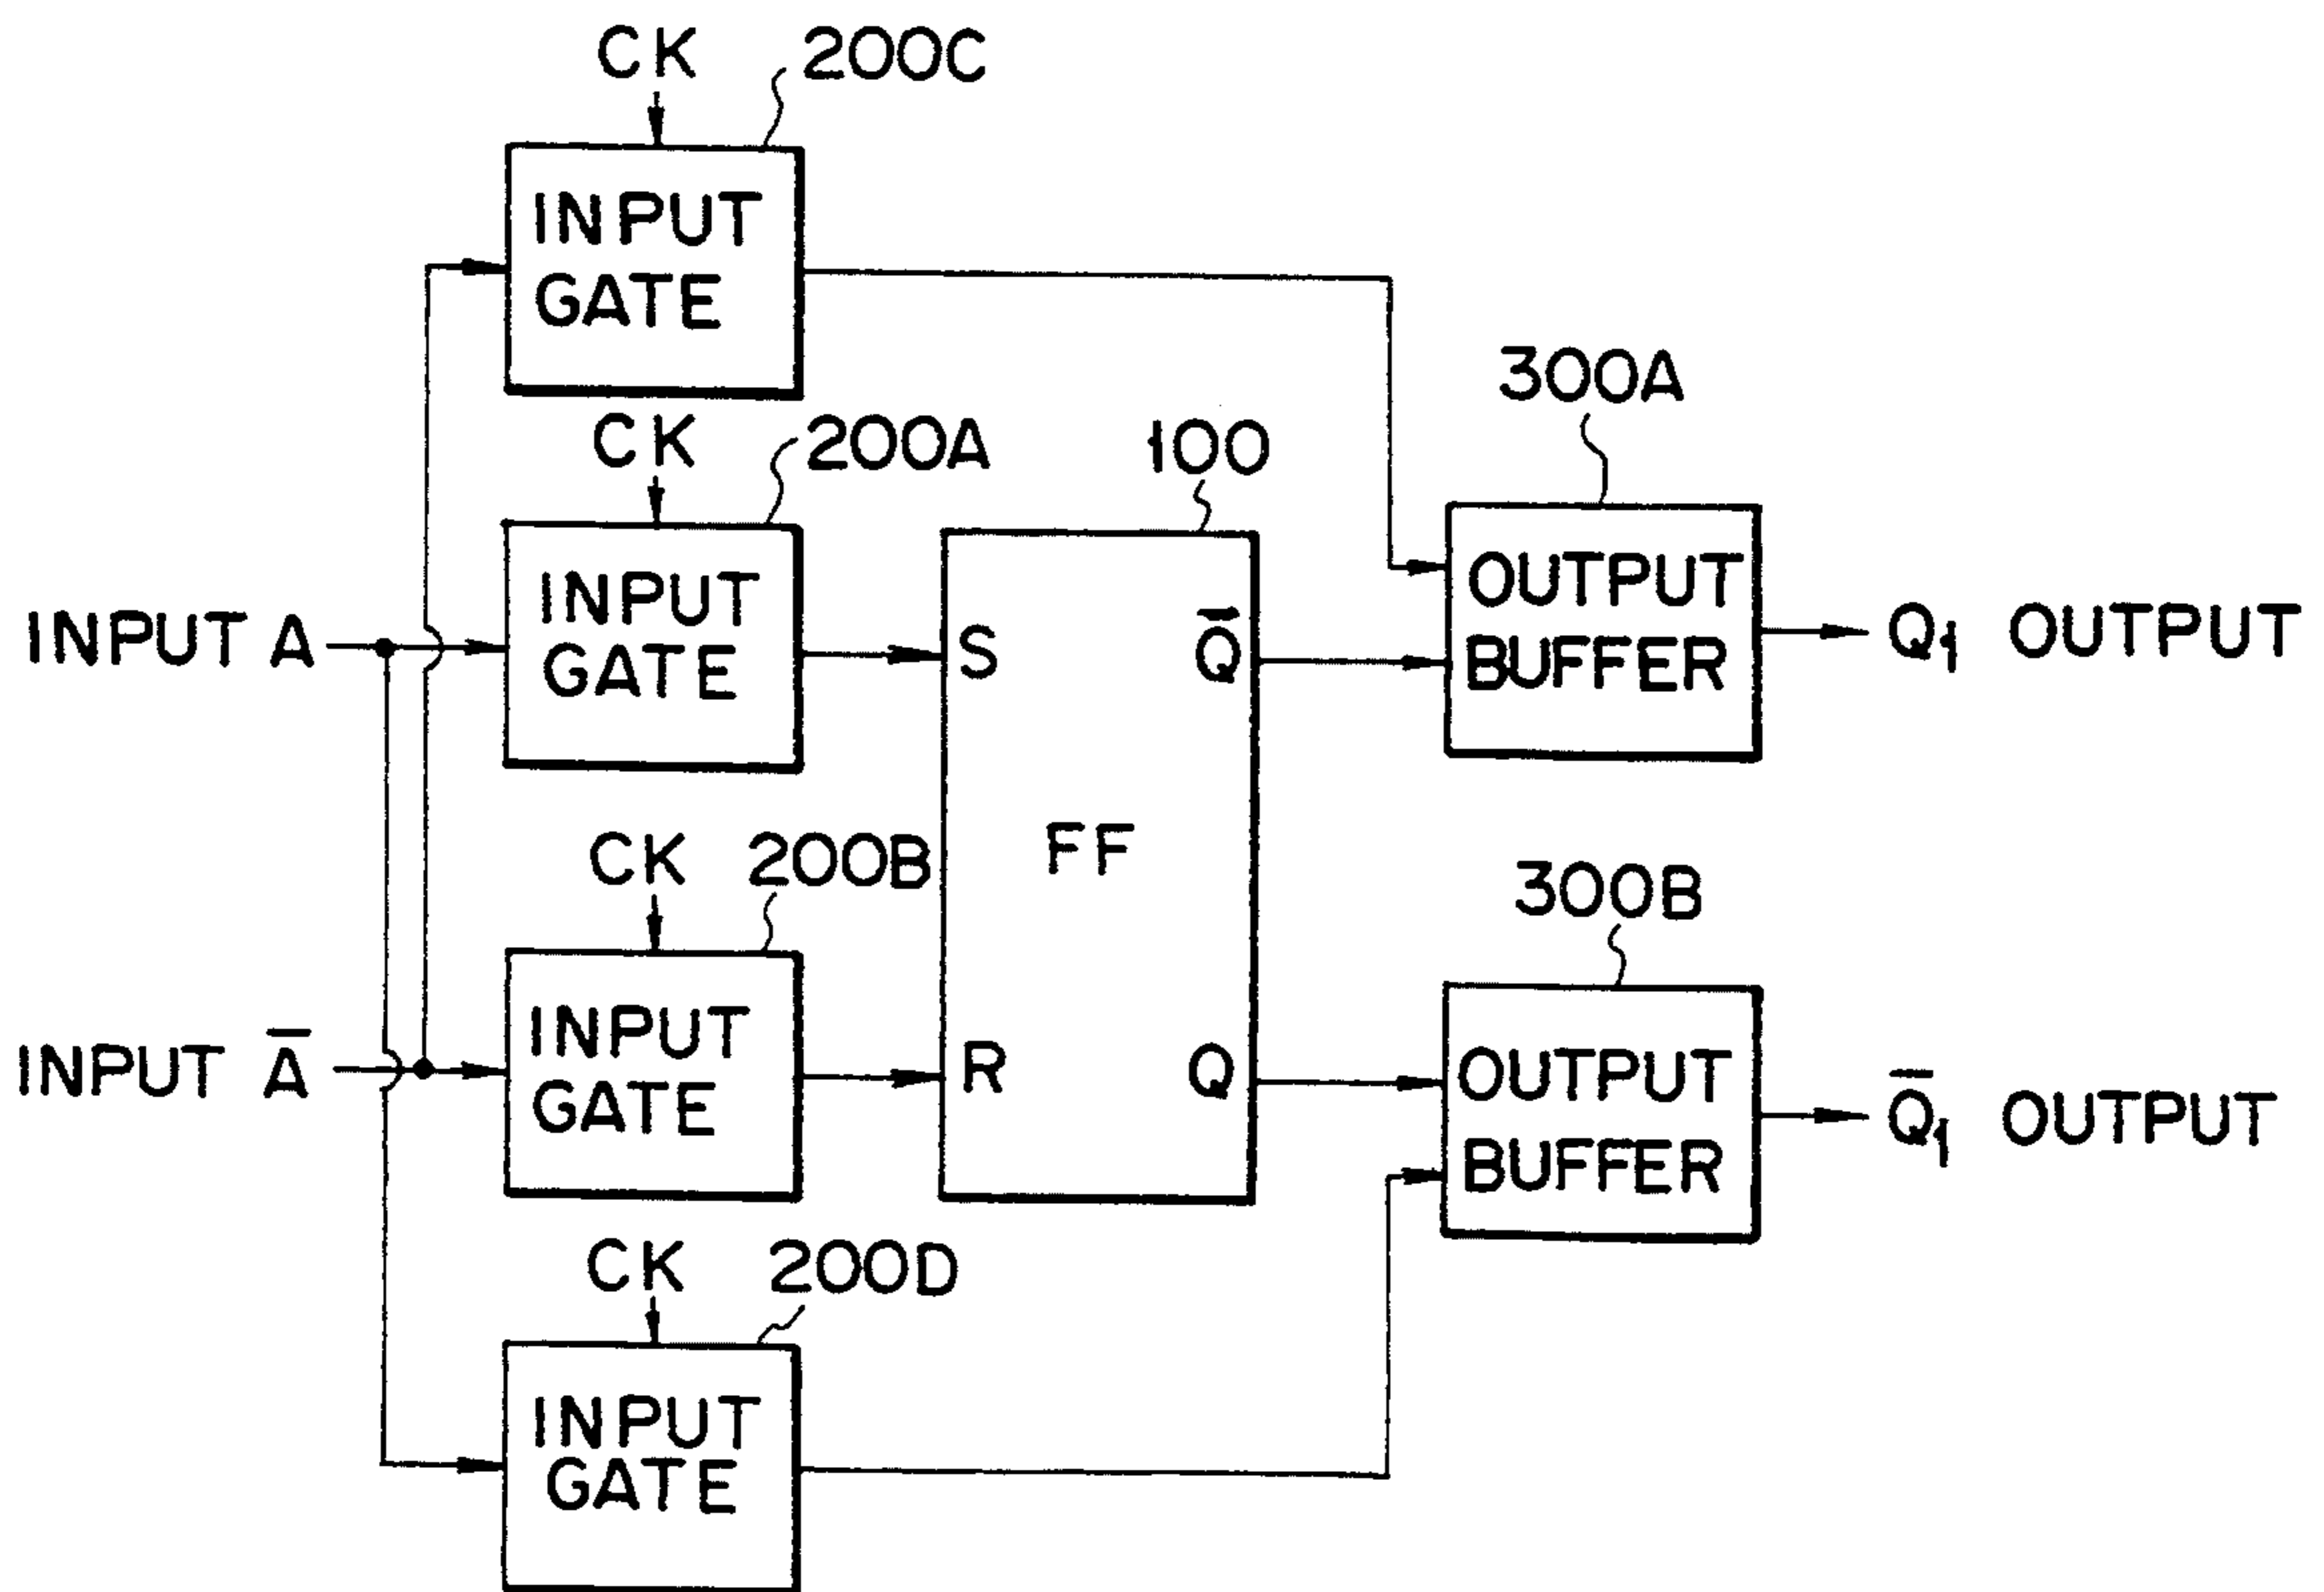 CK 200C
INPUT
GATE
300A
CK 200A 100
INPUT A
INPUT
GATE
S
Q̅
OUTPUT
BUFFER
Q1 OUTPUT
CK 200B
FF
300B
INPUT A̅
INPUT
GATE
R
Q
OUTPUT
BUFFER
Q̅1 OUTPUT
CK 200D
INPUT
GATE